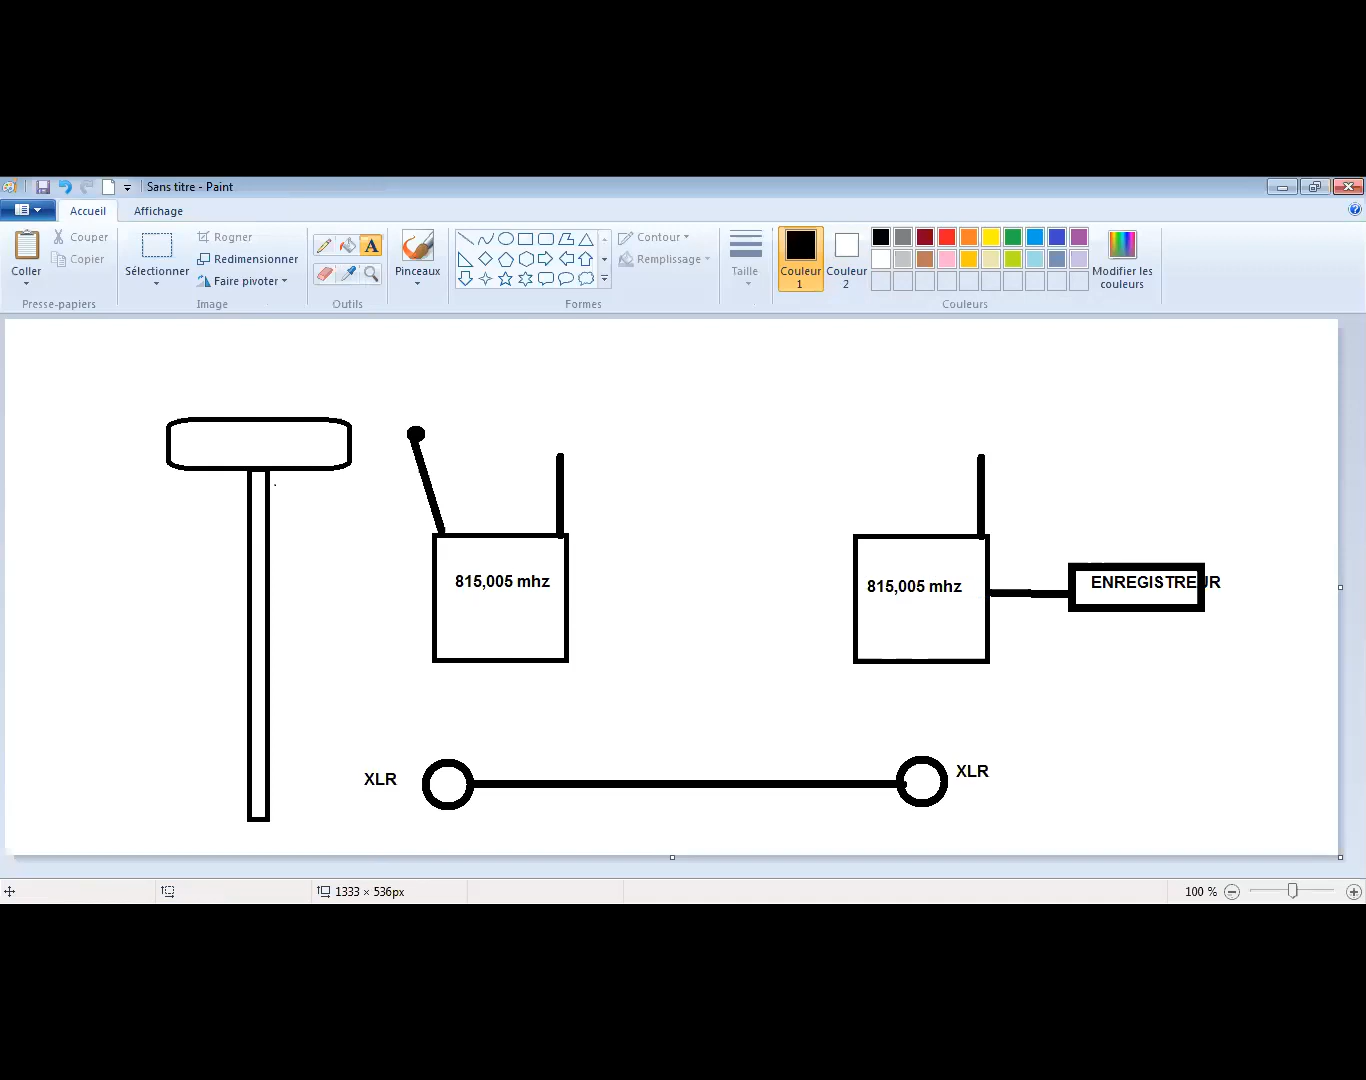 Sans titre - Paint
Accueil
Affichage
Coller
Couper
Copier
Presse-papiers
Sélectionner
Rogner
Redimensionner
Faire pivoter
Image
A
Outils
Pinceaux
Contour
Remplissage
Formes
Taille
Couleur
1
Couleur
2
Modifier les
couleurs
Couleurs
815,005 mhz
815,005 mhz
ENREGISTREUR
XLR
XLR
1333 × 536px
100 %